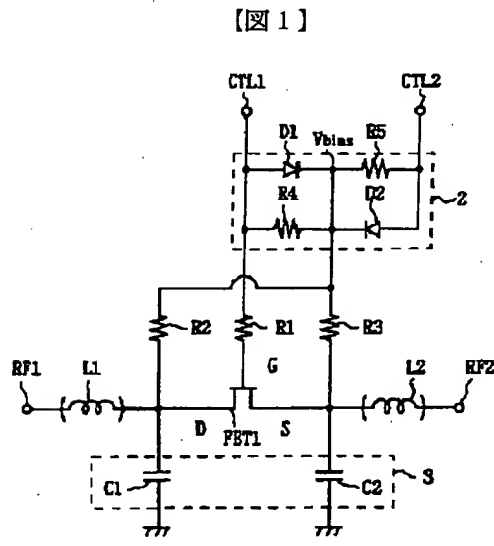 【図1】
CTL1 CTL2
D1 Vbias R5
R4 D2 2
R2 R1 R3
G
RF1 L1 L2 RF2
D S
FET1
C1 C2 3